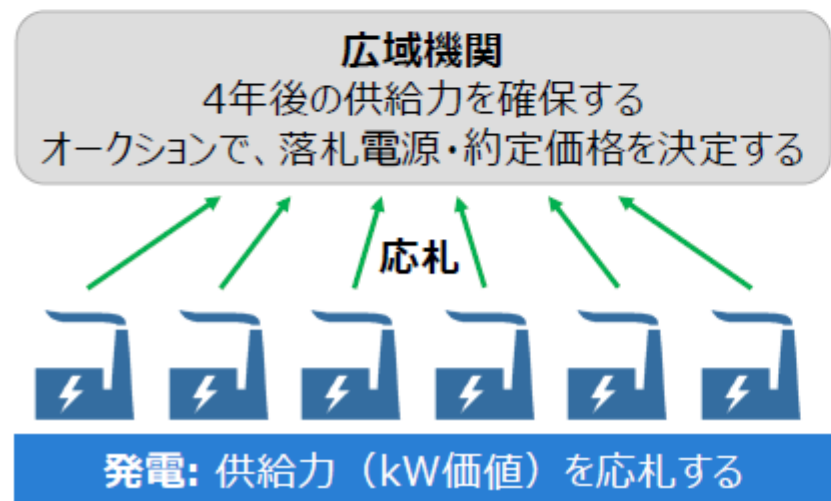 広域機関
4年後の供給力を確保する
オークションで、落札電源・約定価格を決定する
応札
発電: 供給力（kW価値）を応札する